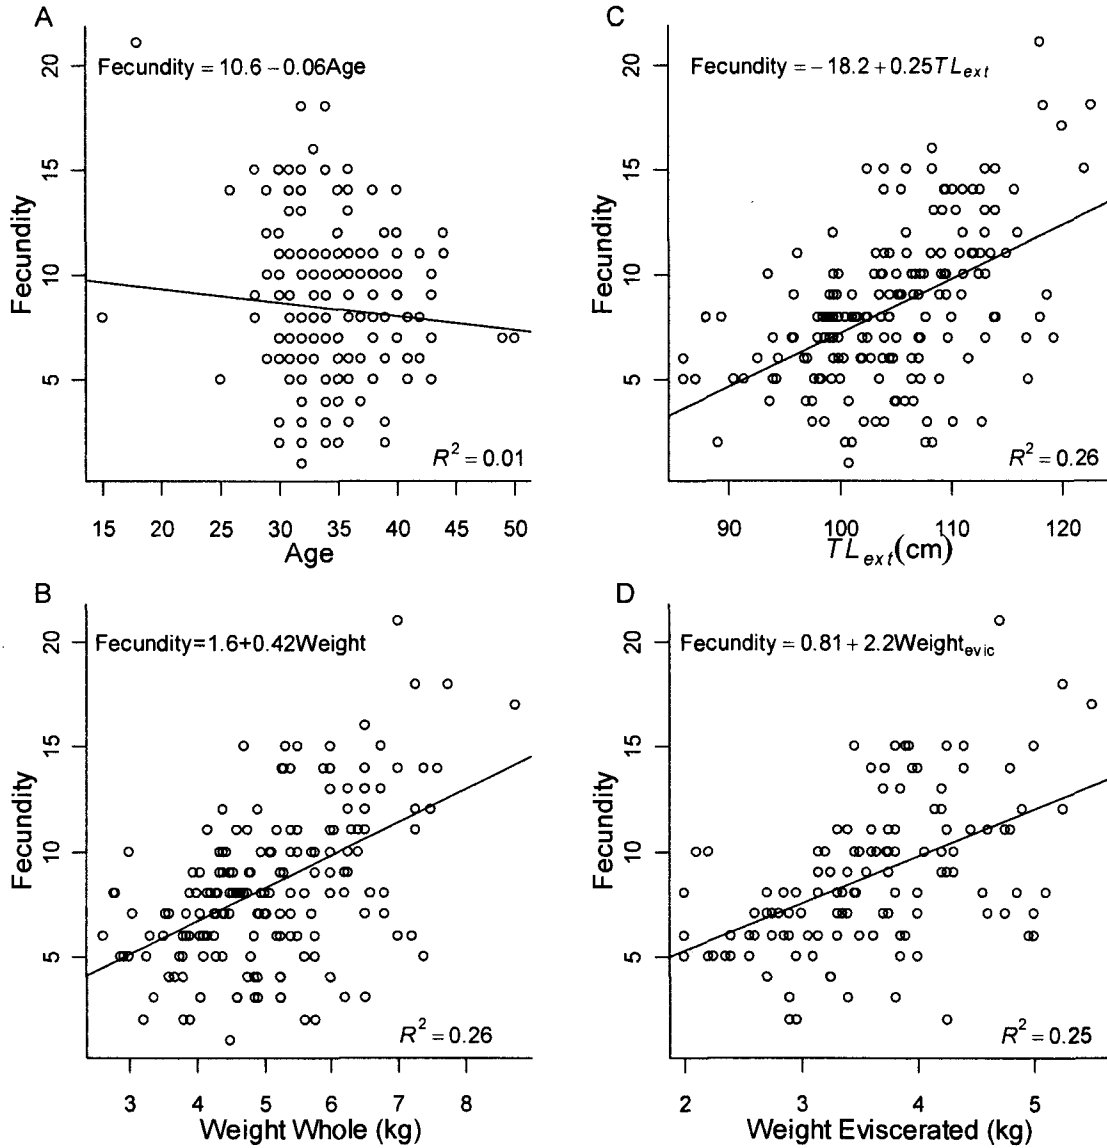 A
Fecundity = 10.6 − 0.06Age
Fecundity
20
15
10
5
R² = 0.01
15 20 25 30 35 40 45 50
Age
C
Fecundity = − 18.2 + 0.25TL_ext
Fecundity
20
15
10
5
R² = 0.26
90 100 110 120
TL_ext(cm)
B
Fecundity=1.6+0.42Weight
Fecundity
20
15
10
5
R² = 0.26
3 4 5 6 7 8
Weight Whole (kg)
D
Fecundity = 0.81 + 2.2Weight_evic
Fecundity
20
15
10
5
R² = 0.25
2 3 4 5
Weight Eviscerated (kg)